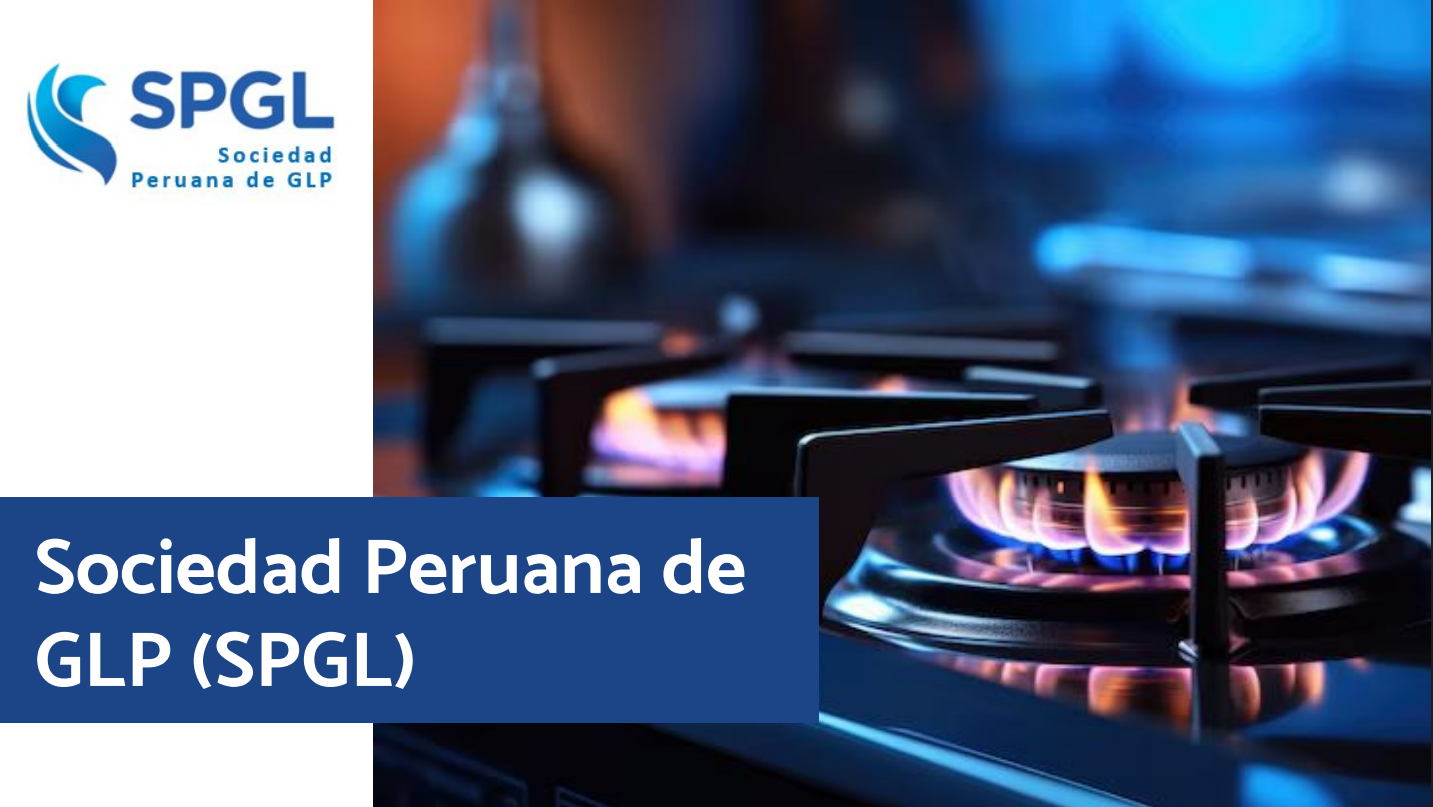 SPGL
Sociedad
Peruana de GLP
Sociedad Peruana de
GLP (SPGL)